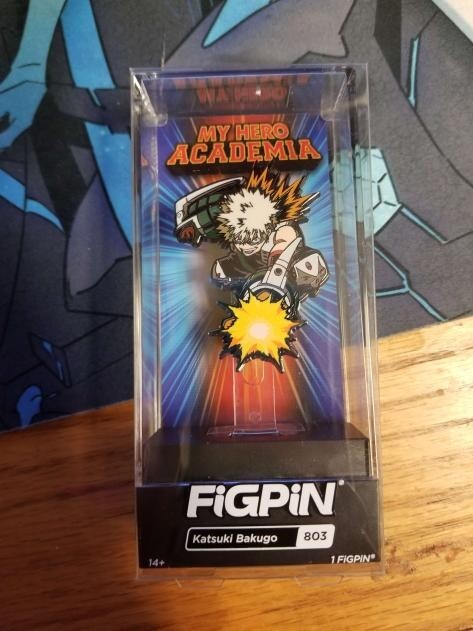 MY HERO
ACADEMIA
FiGPiN®
Katsuki Bakugo 803
14+ 1 FiGPiN®